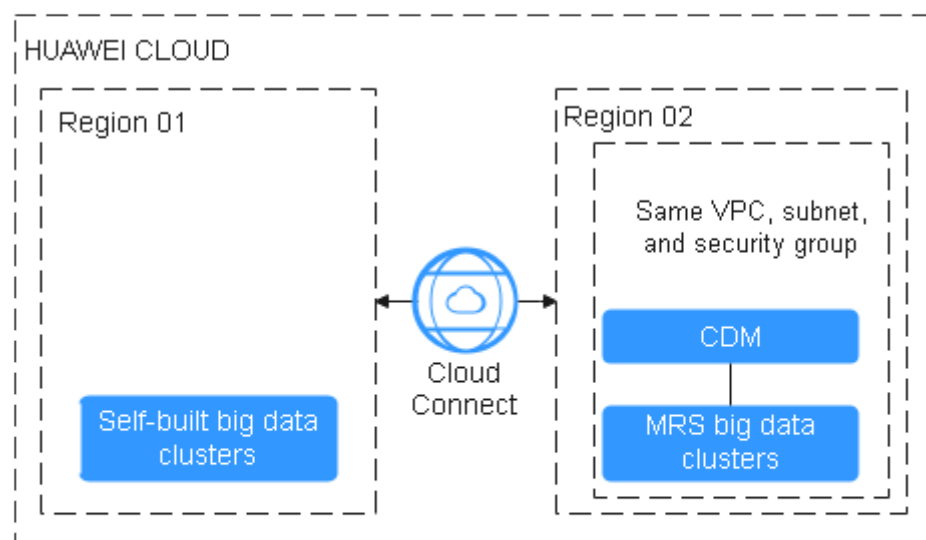 HUAWEI CLOUD
Region 01
Region 02
Same VPC, subnet,
and security group
CDM
Cloud
Connect
Self-built big data
clusters
MRS big data
clusters